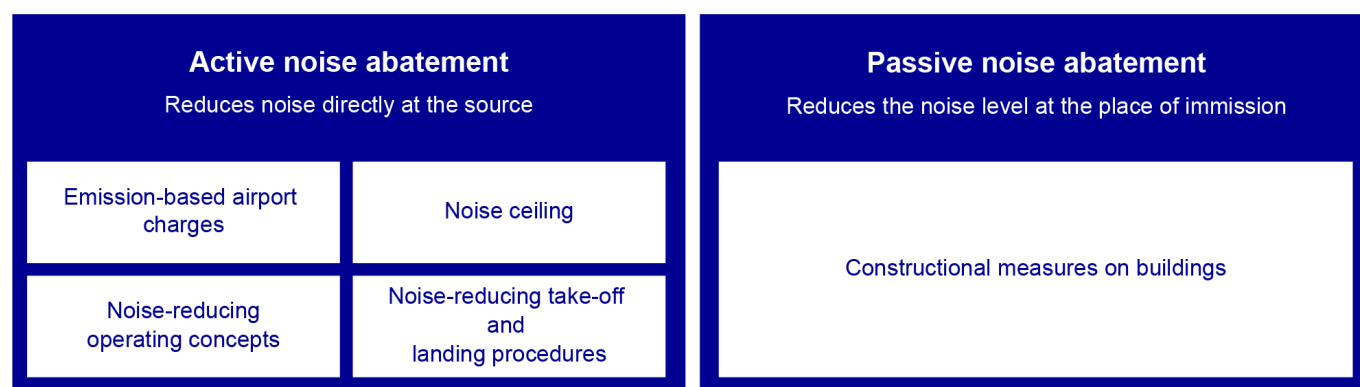 Active noise abatement
Reduces noise directly at the source
Emission-based airport
charges
Noise ceiling
Noise-reducing
operating concepts
Noise-reducing take-off
and
landing procedures
Passive noise abatement
Reduces the noise level at the place of immission
Constructional measures on buildings